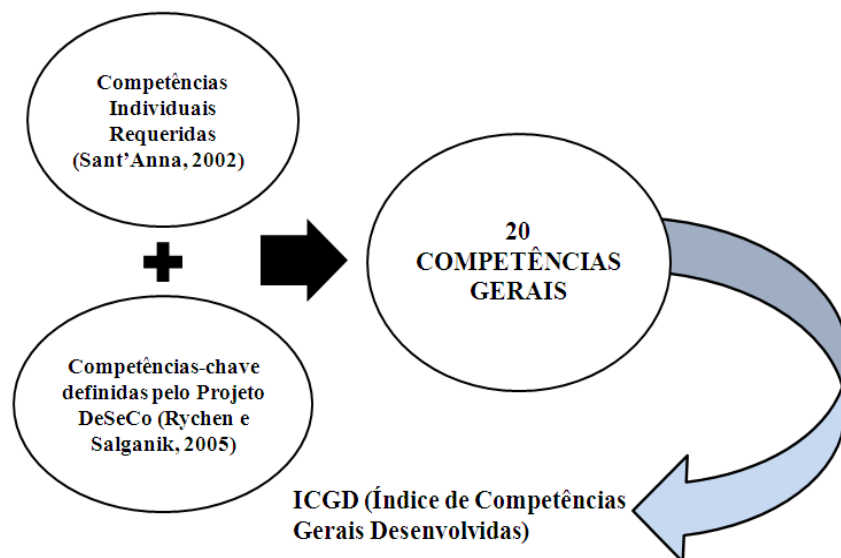 Competências
Individuais
Requeridas
(Sant’Anna, 2002)
Competências-chave
definidas pelo Projeto
DeSeCo (Rychen e
Salganik, 2005)
20
COMPETÊNCIAS
GERAIS
ICGD (Índice de Competências
Gerais Desenvolvidas)